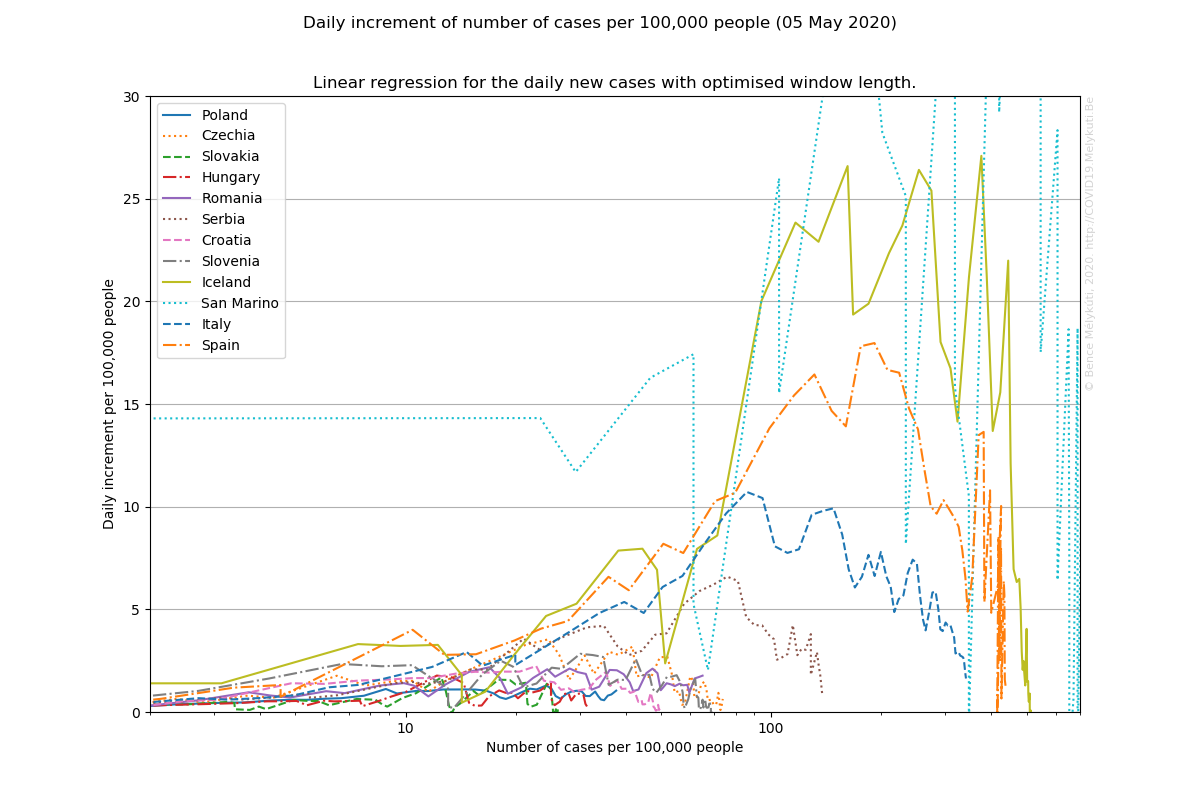 Daily increment of number of cases per 100,000 people (05 May 2020)
Linear regression for the daily new cases with optimised window length.
30
25
20
15
10
5
0
Daily increment per 100,000 people
Poland
Czechia
Slovakia
Hungary
Romania
Serbia
Croatia
Slovenia
Iceland
San Marino
Italy
Spain
10
100
Number of cases per 100,000 people
© Bence Mélykúti, 2020. http://COVID19.Melykuti.Be